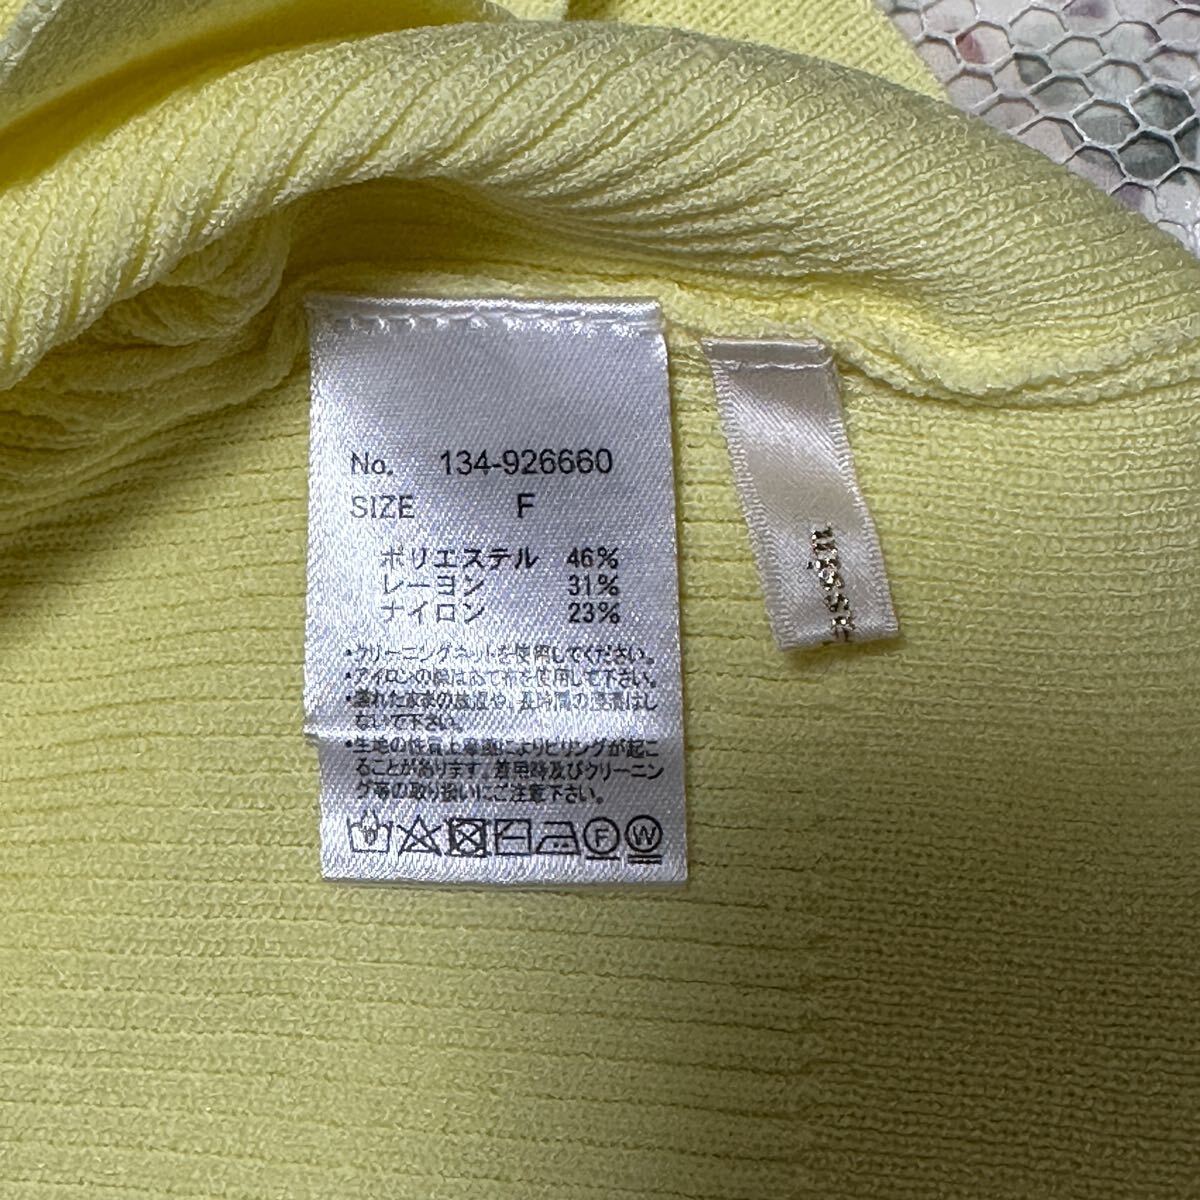 No. 134-926660
SIZE F
ポリエステル 46%
レーヨン 31%
ナイロン 23%
・クリーニングネットを使用してください。
・アイロンの際はあて布を使用して下さい。
・濡れたままの放置や、長時間の浸漬はし
ないで下さい。
・生地の性質上摩擦によりピリングが起こ
ることがあります。着用時及びクリーニン
グ等の取り扱いにご注意下さい。
F W